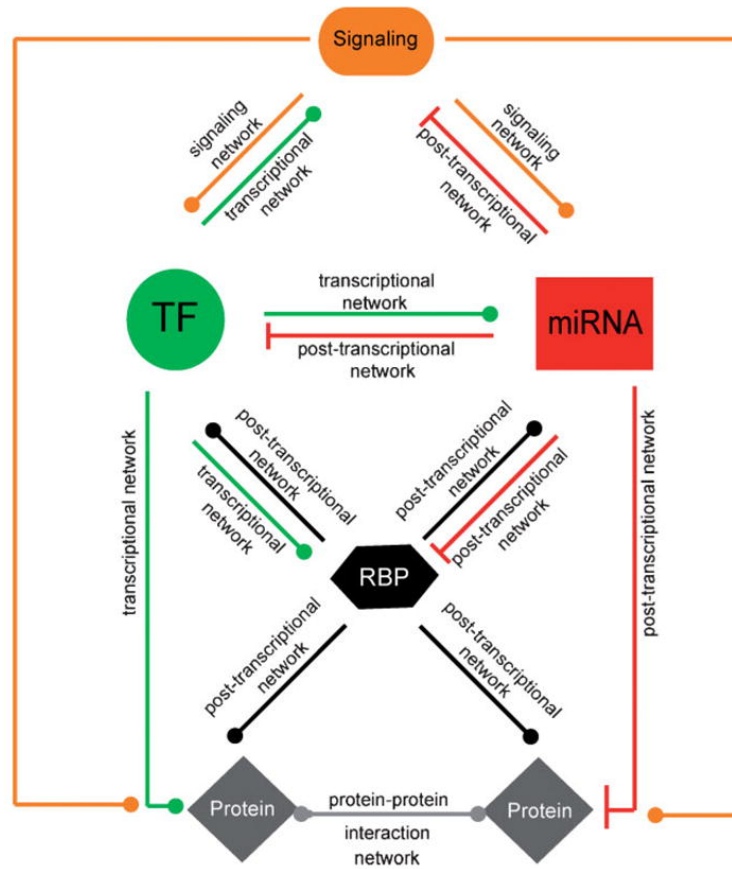 Signaling
signaling
network
transcriptional
network
signaling
network
post-transcriptional
network
TF
transcriptional
network
post-transcriptional
network
miRNA
post-transcriptional
network
transcriptional
network
post-transcriptional
network
post-transcriptional
network
transcriptional network
post-transcriptional network
RBP
post-transcriptional
network
post-transcriptional
network
Protein
protein-protein
interaction
network
Protein